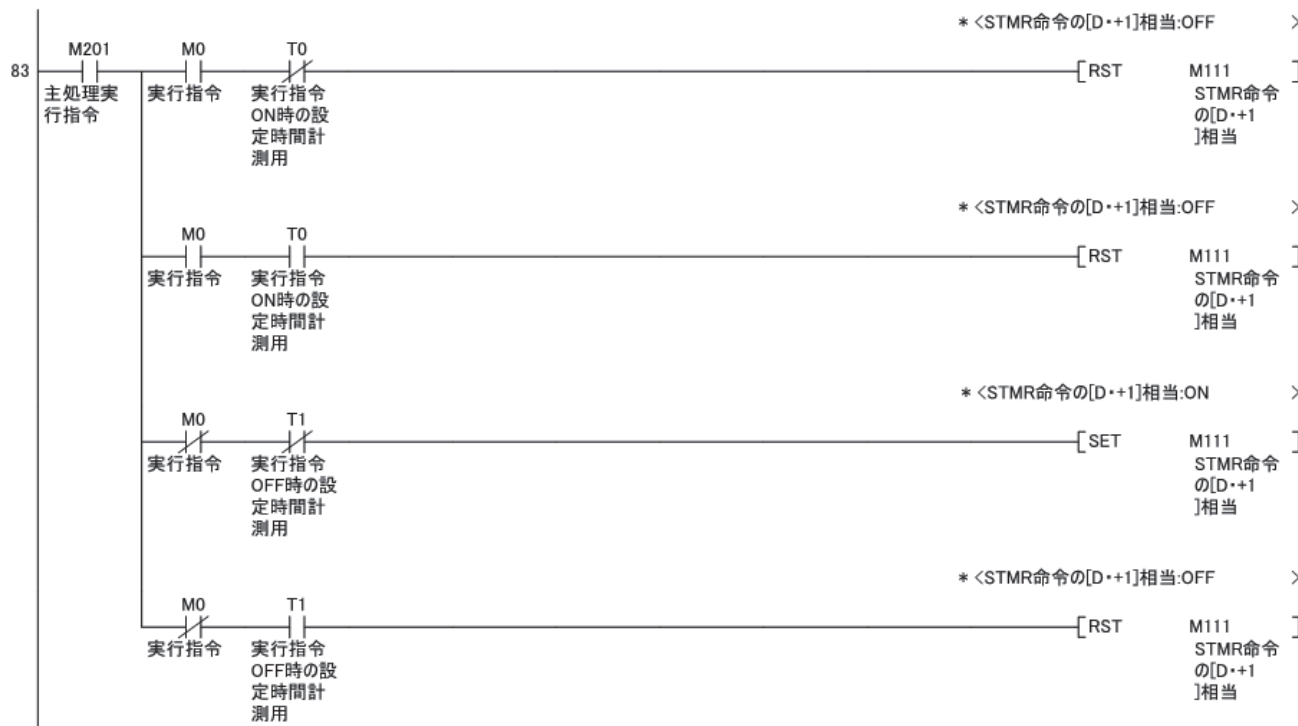 * <STMR命令の[D・+1]相当:OFF >
M201 M0 T0
83 [RST M111 ]
主処理実 実行指令 実行指令 STMR命令
行指令 ON時の設 の[D・+1
定時間計 ]相当
測用
* <STMR命令の[D・+1]相当:OFF >
M0 T0
[RST M111 ]
実行指令 実行指令 STMR命令
ON時の設 の[D・+1
定時間計 ]相当
測用
* <STMR命令の[D・+1]相当:ON >
M0 T1
[SET M111 ]
実行指令 実行指令 STMR命令
OFF時の設 の[D・+1
定時間計 ]相当
測用
* <STMR命令の[D・+1]相当:OFF >
M0 T1
[RST M111 ]
実行指令 実行指令 STMR命令
OFF時の設 の[D・+1
定時間計 ]相当
測用